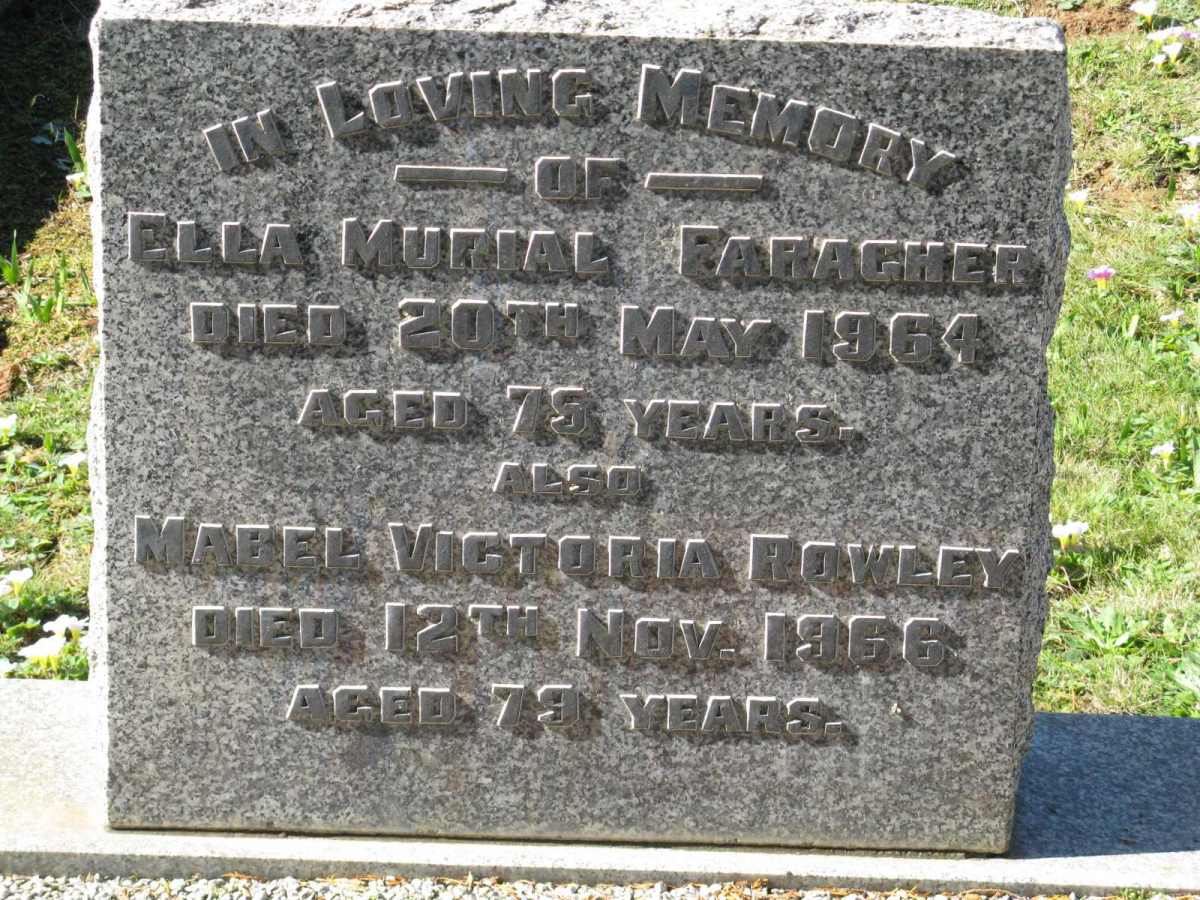 IN LOVING MEMORY
— OF —
ELLA MURIAL FARAGHER
DIED 20TH MAY 1964
AGED 75 YEARS.
ALSO
MABEL VICTORIA ROWLEY
DIED 12TH NOV. 1966
AGED 79 YEARS.